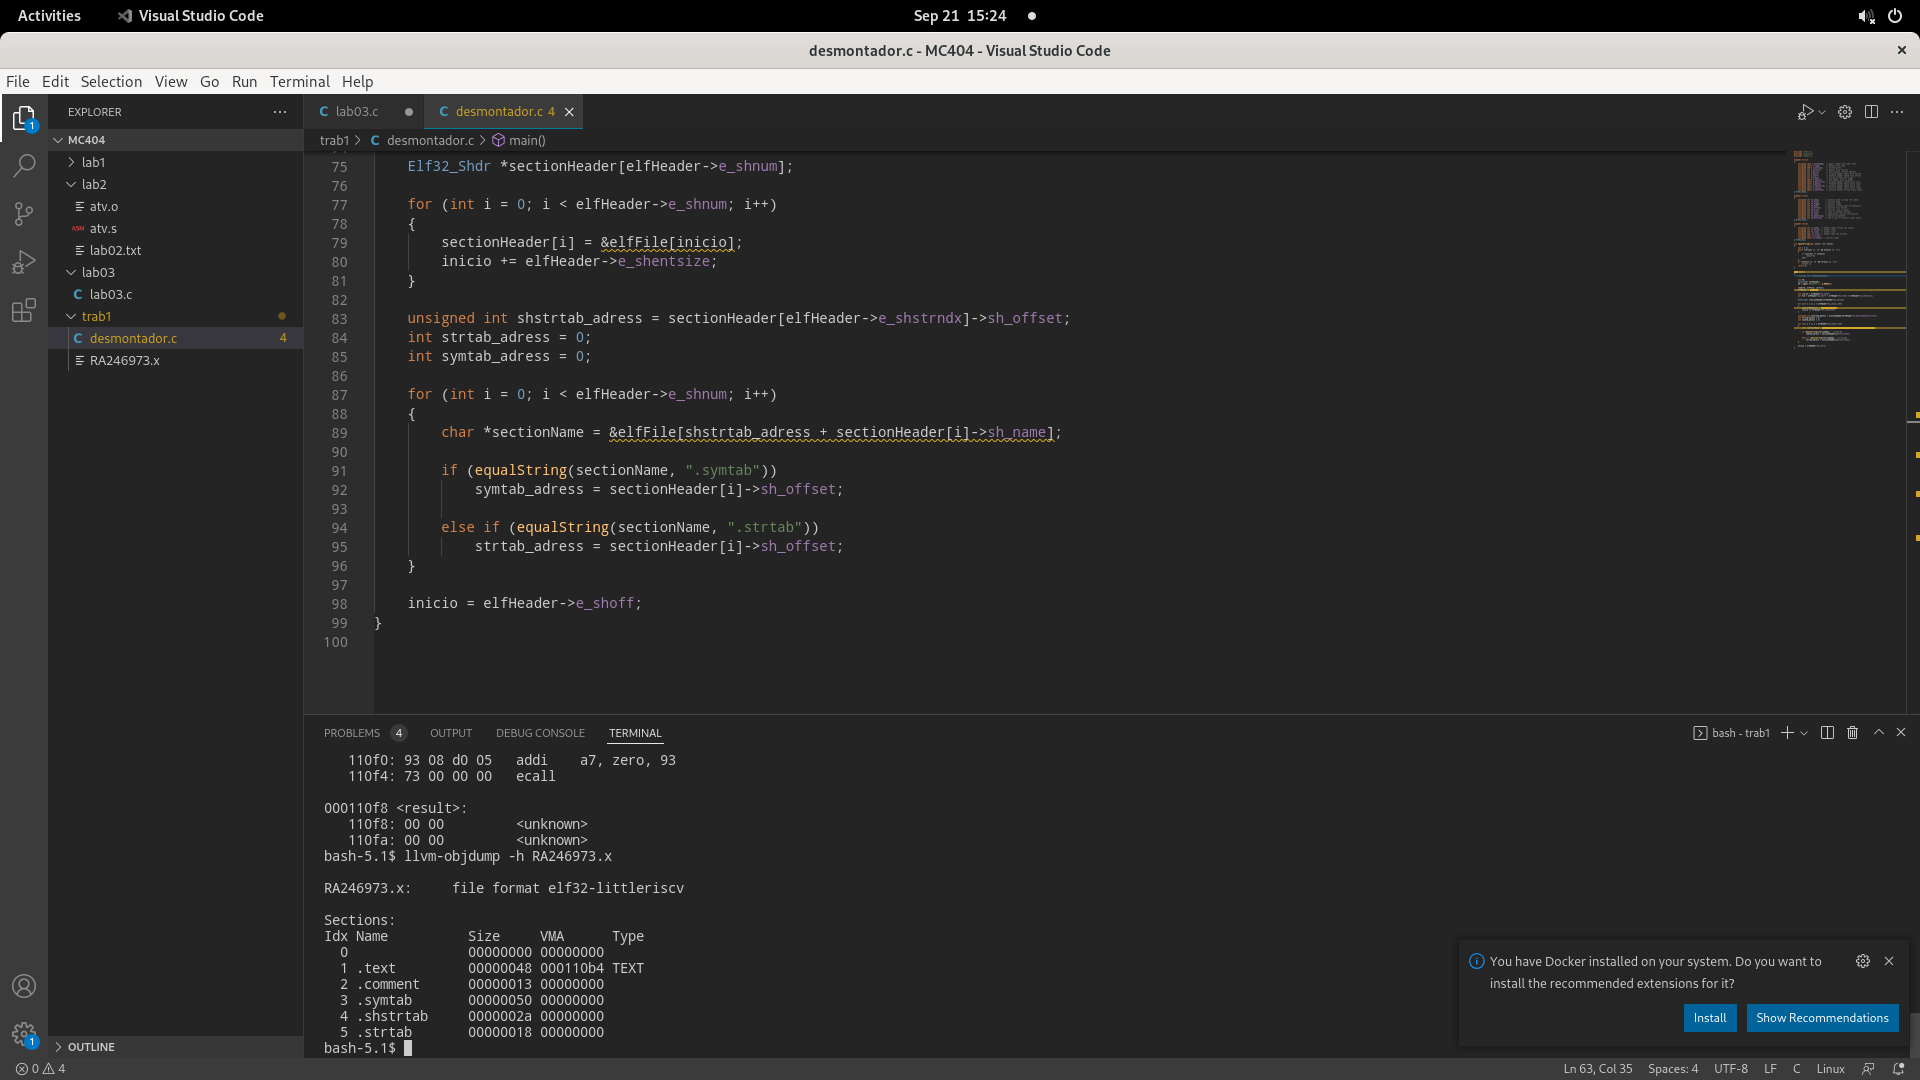 Activities
Visual Studio Code
Sep 21 15:24
desmontador.c - MC404 - Visual Studio Code
File Edit Selection View Go Run Terminal Help
EXPLORER
lab03.c
desmontador.c 4
MC404
trab1 > desmontador.c > main()
lab1
lab2
atv.o
atv.s
lab02.txt
lab03
lab03.c
trab1
desmontador.c 4
RA246973.x
OUTLINE
75 Elf32_Shdr *sectionHeader[elfHeader->e_shnum];
76
77 for (int i = 0; i < elfHeader->e_shnum; i++)
78 {
79 sectionHeader[i] = &elfFile[inicio];
80 inicio += elfHeader->e_shentsize;
81 }
82
83 unsigned int shstrtab_adress = sectionHeader[elfHeader->e_shstrndx]->sh_offset;
84 int strtab_adress = 0;
85 int symtab_adress = 0;
86
87 for (int i = 0; i < elfHeader->e_shnum; i++)
88 {
89 char *sectionName = &elfFile[shstrtab_adress + sectionHeader[i]->sh_name];
90
91 if (equalString(sectionName, ".symtab"))
92 symtab_adress = sectionHeader[i]->sh_offset;
93
94 else if (equalString(sectionName, ".strtab"))
95 strtab_adress = sectionHeader[i]->sh_offset;
96 }
97
98 inicio = elfHeader->e_shoff;
99 }
100
PROBLEMS 4 OUTPUT DEBUG CONSOLE TERMINAL
bash - trab1
110f0: 93 08 d0 05 addi a7, zero, 93
110f4: 73 00 00 00 ecall
000110f8 <result>:
110f8: 00 00 <unknown>
110fa: 00 00 <unknown>
bash-5.1$ llvm-objdump -h RA246973.x
RA246973.x: file format elf32-littleriscv
Sections:
Idx Name Size VMA Type
0 00000000 00000000
1 .text 00000048 000110b4 TEXT
2 .comment 00000013 00000000
3 .symtab 00000050 00000000
4 .shstrtab 0000002a 00000000
5 .strtab 00000018 00000000
bash-5.1$
You have Docker installed on your system. Do you want to
install the recommended extensions for it?
Install
Show Recommendations
1
1
0 4
Ln 63, Col 35 Spaces: 4 UTF-8 LF C Linux